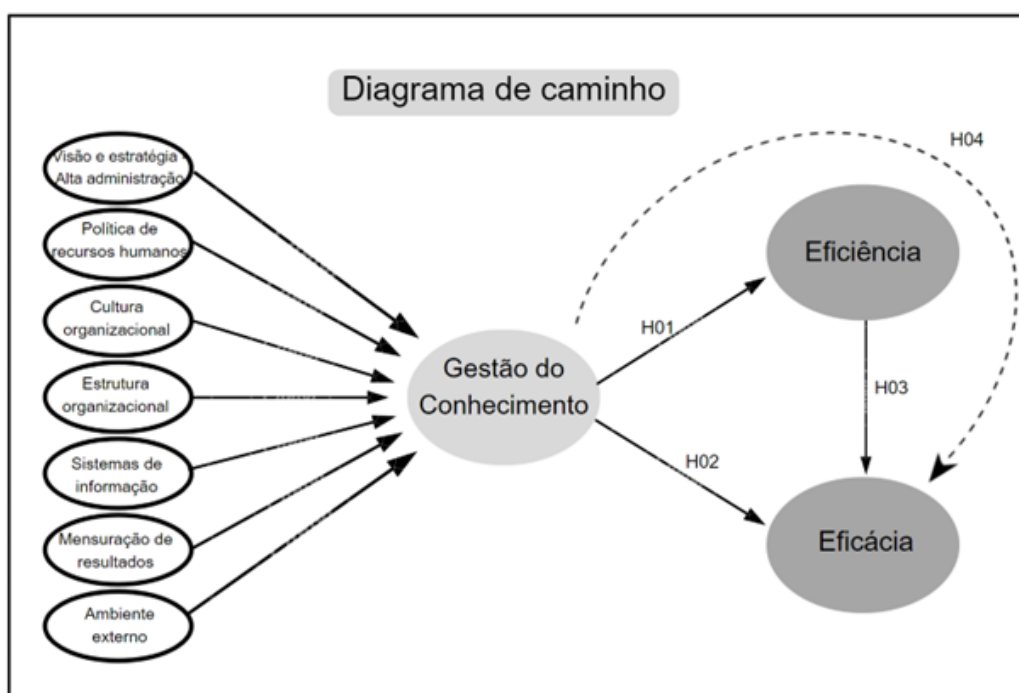 Diagrama de caminho
Visão e estratégia -
Alta administração
Política de
recursos humanos
Cultura
organizacional
Estrutura
organizacional
Sistemas de
informação
Mensuração de
resultados
Ambiente
externo
Gestão do
Conhecimento
H01
H02
H04
Eficiência
H03
Eficácia